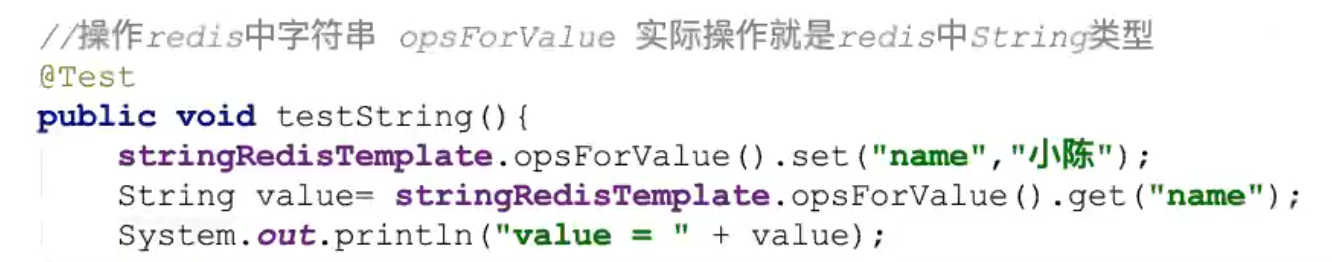 //操作redis中字符串 opsForValue 实际操作就是redis中String类型
@Test
public void testString(){
stringRedisTemplate.opsForValue().set("name","小陈");
String value= stringRedisTemplate.opsForValue().get("name");
System.out.println("value = " + value);